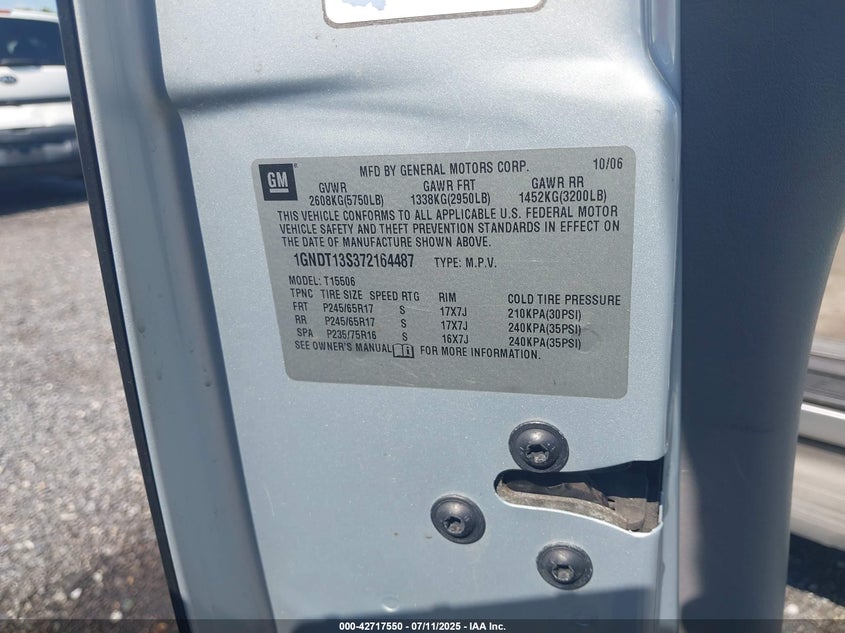 MFD BY GENERAL MOTORS CORP. 10/06
GM
GVWR GAWR FRT GAWR RR
2608KG(5750LB) 1338KG(2950LB) 1452KG(3200LB)
THIS VEHICLE CONFORMS TO ALL APPLICABLE U.S. FEDERAL MOTOR
VEHICLE SAFETY AND THEFT PREVENTION STANDARDS IN EFFECT ON
THE DATE OF MANUFACTURE SHOWN ABOVE.
1GNDT13S372164487 TYPE: M.P.V.
MODEL: T15506
TPNC TIRE SIZE SPEED RTG RIM COLD TIRE PRESSURE
FRT P245/65R17 S 17X7J 210KPA(30PSI)
RR P245/65R17 S 17X7J 240KPA(35PSI)
SPA P235/75R16 S 16X7J 240KPA(35PSI)
SEE OWNER'S MANUAL FOR MORE INFORMATION.
000-42717550 - 07/11/2025 - IAA Inc.